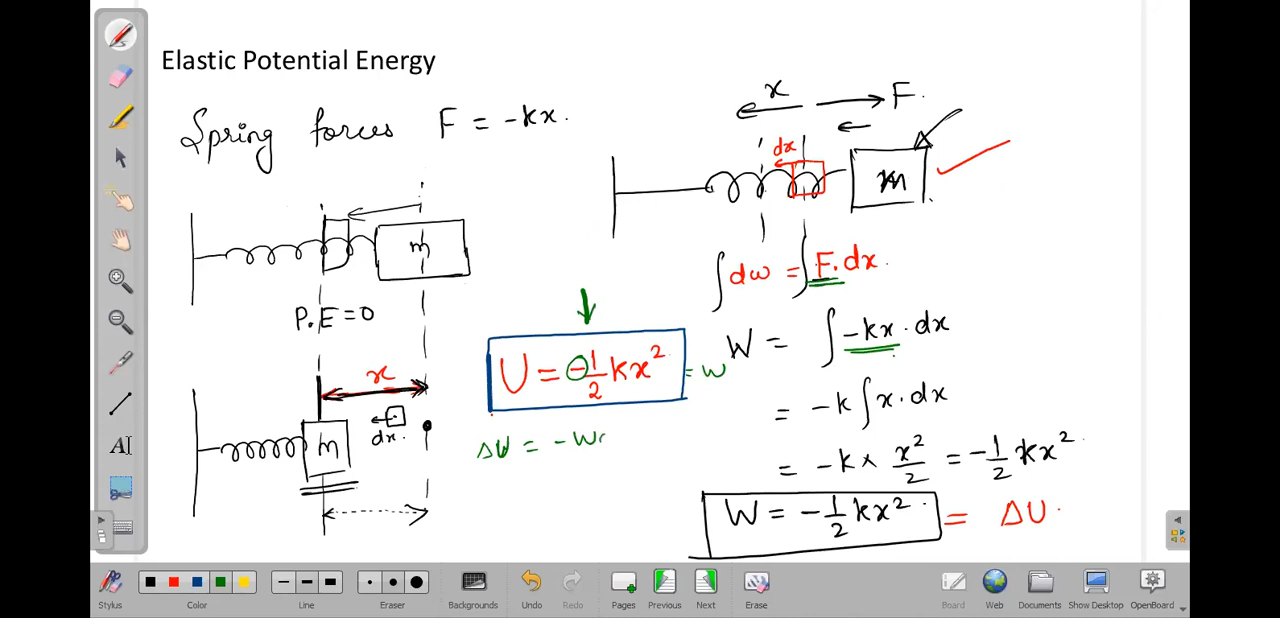 Elastic Potential Energy
Spring forces F = -kx.
x F.
dx
m
m
P.E = 0
∫dw = ∫F.dx.
W = ∫-kx.dx
U = -1/2 kx² = W
x
= -k∫x.dx
m
dx.
ΔU = -W
= -k × x²/2 = -1/2 kx²
W = -1/2 kx² = ΔU.
Stylus
Color
Line
Eraser
Backgrounds
Undo
Redo
Pages
Previous
Next
Erase
Board
Web
Documents
Show Desktop
OpenBoard